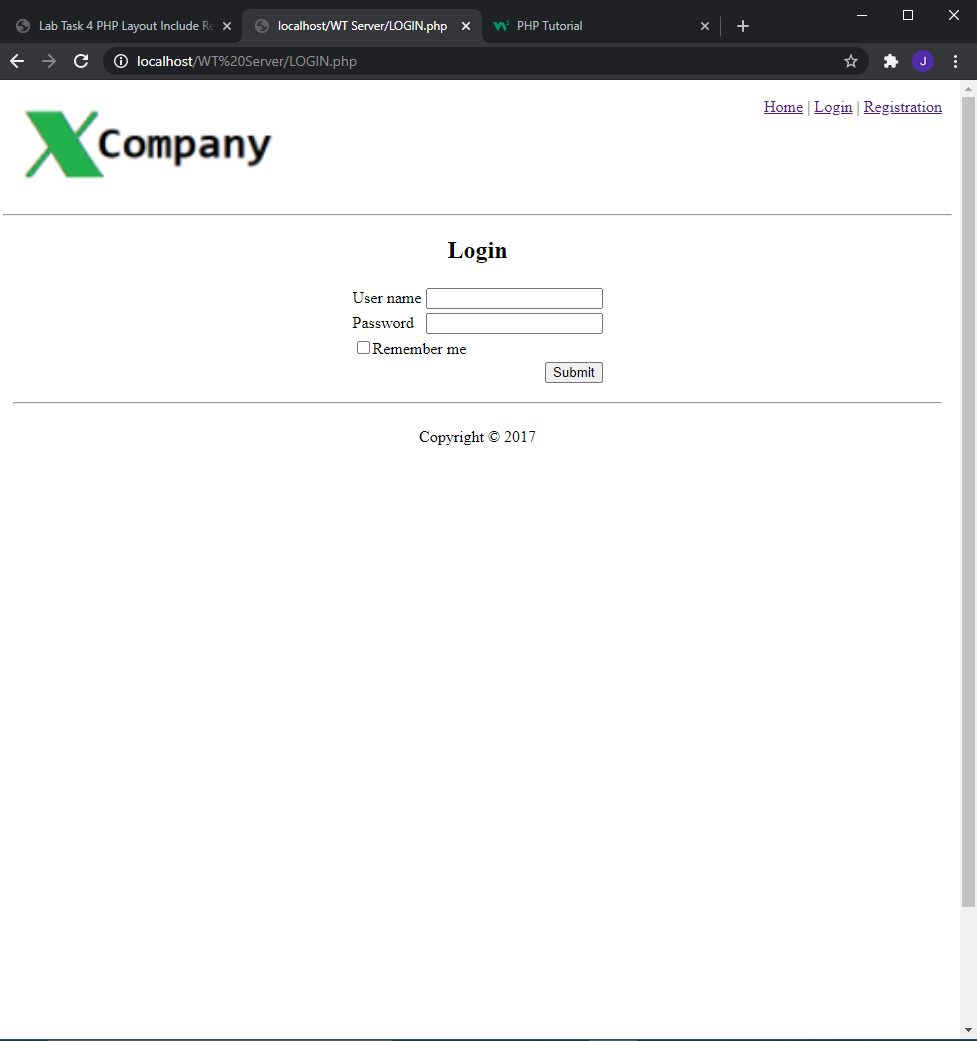 Lab Task 4 PHP Layout Include Re
localhost/WT Server/LOGIN.php
PHP Tutorial
localhost/WT%20Server/LOGIN.php
J
Home | Login | Registration
X Company
Login
User name
Password
Remember me
Submit
Copyright © 2017